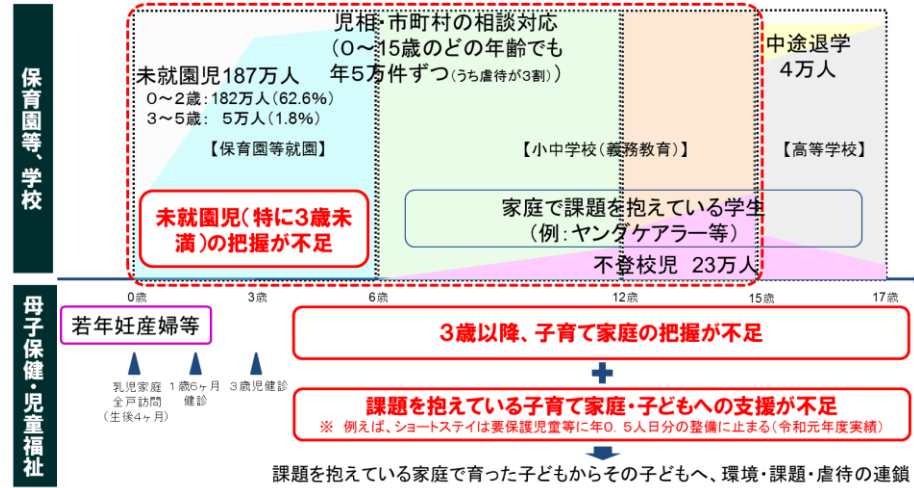 保育園等、学校
児相・市町村の相談対応
(0～15歳のどの年齢でも
年5万件ずつ(うち虐待が3割))
未就園児187万人
0～2歳:182万人(62.6%)
3～5歳: 5万人(1.8%)
中途退学
4万人
【保育園等就園】
【小中学校(義務教育)】
【高等学校】
未就園児(特に3歳未
満)の把握が不足
家庭で課題を抱えている学生
(例:ヤングケアラー等)
不登校児 23万人
0歳
3歳
6歳
12歳
15歳
17歳
母子保健・児童福祉
若年妊産婦等
乳児家庭
全戸訪問
(生後4ヶ月)
1歳6ヶ月
健診
3歳児健診
3歳以降、子育て家庭の把握が不足
+
課題を抱えている子育て家庭・子どもへの支援が不足
※ 例えば、ショートステイは要保護児童等に年0.5人日分の整備に止まる(令和元年度実績)
課題を抱えている家庭で育った子どもからその子どもへ、環境・課題・虐待の連鎖